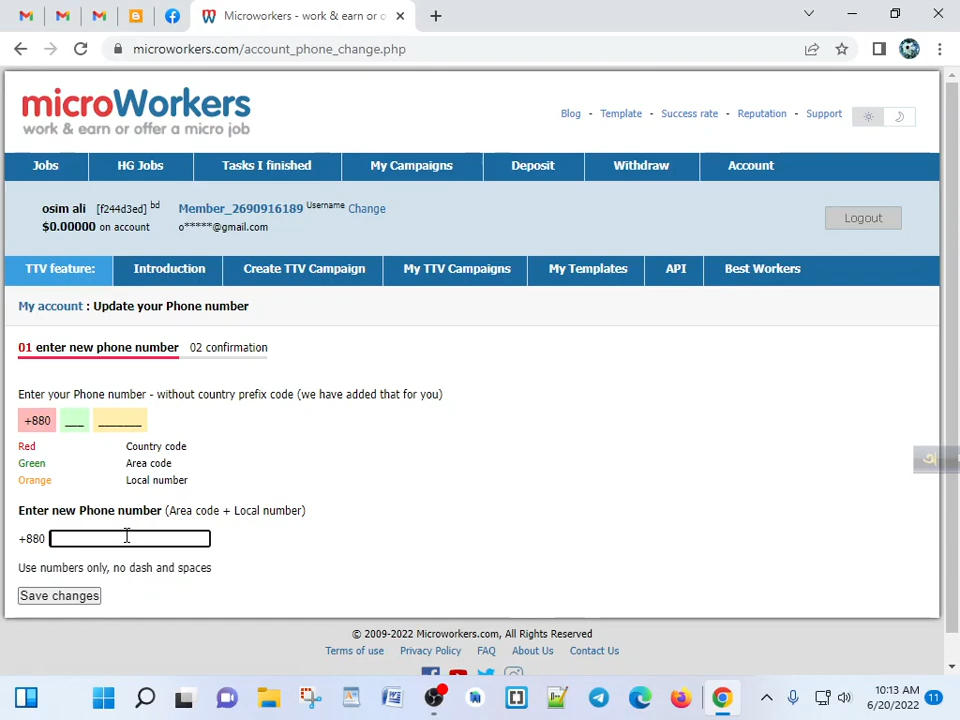 Microworkers - work & earn or o
microworkers.com/account_phone_change.php
microWorkers
work & earn or offer a micro job
Blog - Template - Success rate - Reputation - Support
Jobs HG Jobs Tasks I finished My Campaigns Deposit Withdraw Account
osim ali [f244d3ed] bd Member_2690916189 Username Change
$0.00000 on account o*****@gmail.com
Logout
TTV feature: Introduction Create TTV Campaign My TTV Campaigns My Templates API Best Workers
My account : Update your Phone number
01 enter new phone number 02 confirmation
Enter your Phone number - without country prefix code (we have added that for you)
+880 ___ _______
Red Country code
Green Area code
Orange Local number
অ
Enter new Phone number (Area code + Local number)
+880
Use numbers only, no dash and spaces
Save changes
© 2009-2022 Microworkers.com, All Rights Reserved
Terms of use Privacy Policy FAQ About Us Contact Us
10:13 AM
6/20/2022
11